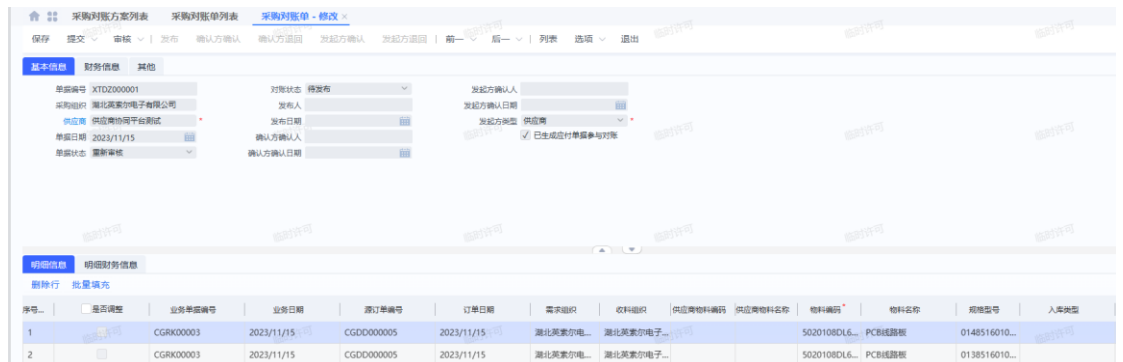 采购对账方案列表 采购对账单列表 采购对账单 - 修改 ×
保存 提交 审核 发布 确认方确认 确认方退回 发起方确认 发起方退回 前一 后一 列表 选项 退出
基本信息 财务信息 其他
单据编号 XTDZ000001 对账状态 待发布 发起方确认人
采购组织 湖北英索尔电子有限公司 发布人 发起方确认日期
供应商 供应商协同平台测试 * 发布日期 发起方类型 供应商 *
单据日期 2023/11/15 确认方确认人 已生成应付单据参与对账
单据状态 重新审核 确认方确认日期
明细信息 明细财务信息
删除行 批量填充
序号... 是否调整 业务单据编号 业务日期 源订单编号 订单日期 需求组织 收料组织 供应商物料编码 供应商物料名称 物料编码* 物料名称 规格型号 入库类型
1 CGRK00003 2023/11/15 CGDD000005 2023/11/15 湖北英索尔电... 湖北英索尔电子... 5020108DL6... PCB线路板 0148516010...
2 CGRK00003 2023/11/15 CGDD000005 2023/11/15 湖北英索尔电... 湖北英索尔电子... 5020108DL6... PCB线路板 0138516010...
临时许可